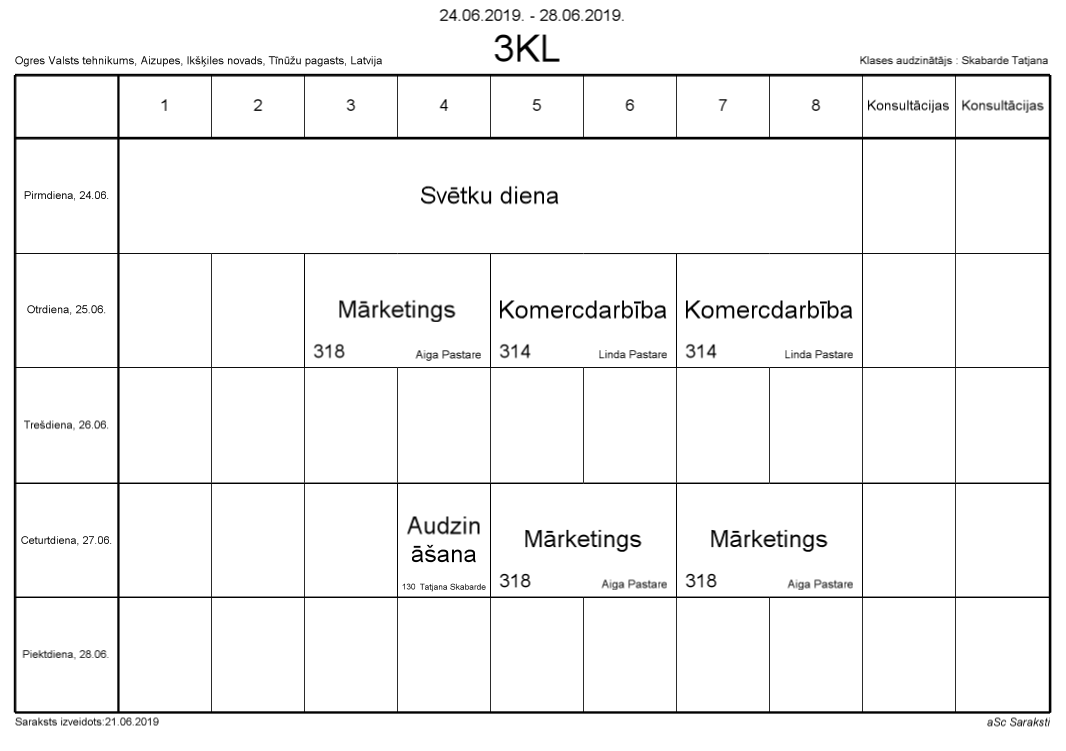 24.06.2019. - 28.06.2019.
3KL
Ogres Valsts tehnikums, Aizupes, Ikšķiles novads, Tīnūžu pagasts, Latvija
Klases audzinātājs : Skabarde Tatjana
1 2 3 4 5 6 7 8 Konsultācijas Konsultācijas
Pirmdiena, 24.06.
Svētku diena
Otrdiena, 25.06.
Mārketings
318 Aiga Pastare
Komercdarbība
314 Linda Pastare
Komercdarbība
314 Linda Pastare
Trešdiena, 26.06.
Ceturtdiena, 27.06.
Audzin
āšana
130 Tatjana Skabarde
Mārketings
318 Aiga Pastare
Mārketings
318 Aiga Pastare
Piektdiena, 28.06.
Saraksts izveidots:21.06.2019
aSc Saraksti